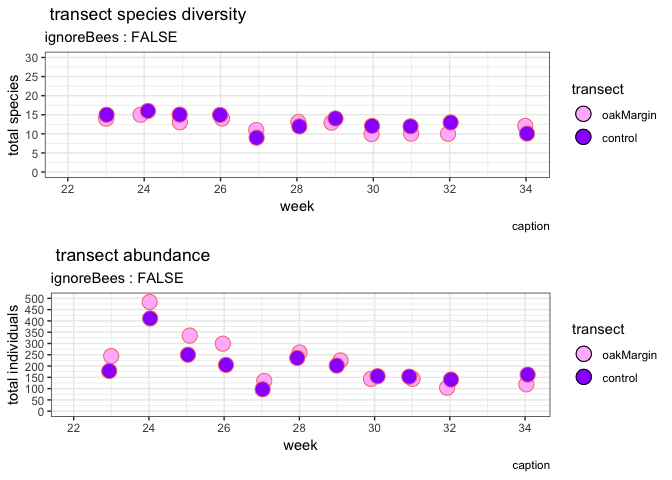 transect species diversity
ignoreBees : FALSE
total species
30
25
20
15
10
5
0
22 24 26 28 30 32 34
week
caption
transect
oakMargin
control
transect abundance
ignoreBees : FALSE
total individuals
500
450
400
350
300
250
200
150
100
50
0
22 24 26 28 30 32 34
week
caption
transect
oakMargin
control